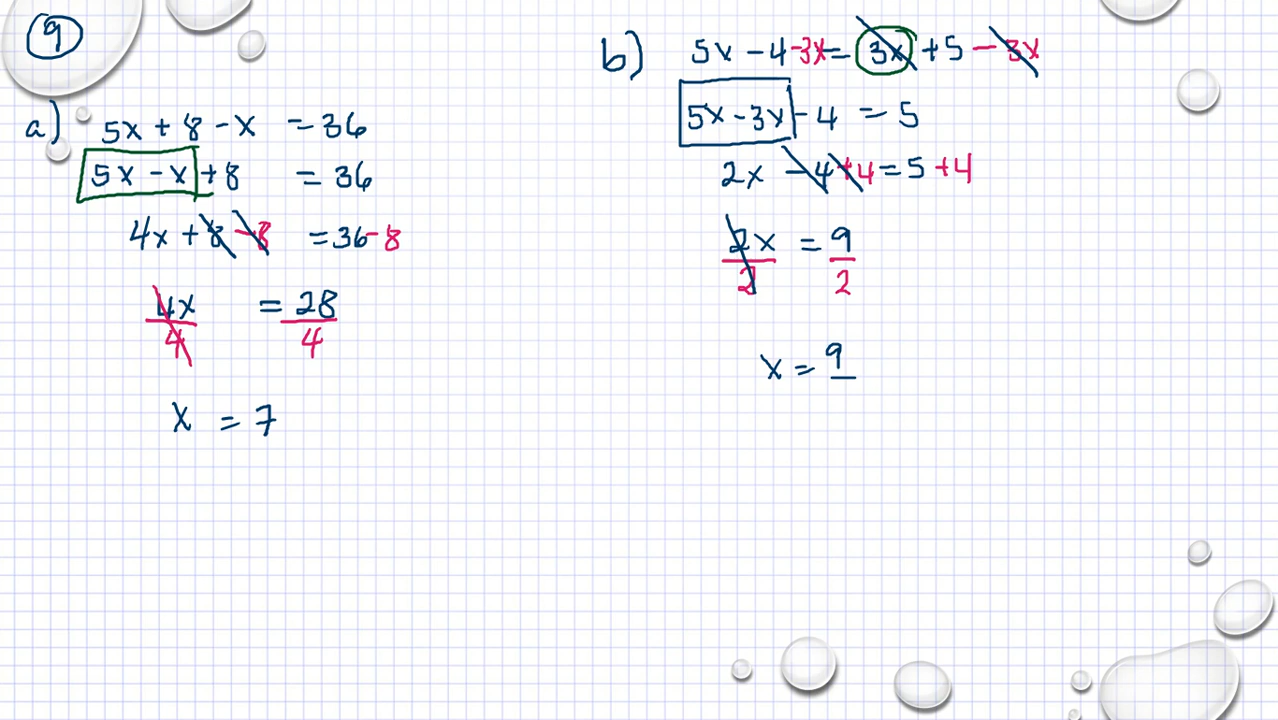 9
a) 5x + 8 - x = 36
5x - x + 8 = 36
4x + 8 - 8 = 36 - 8
4x = 28
4 4
x = 7
b) 5x - 4 - 3x = 3x + 5 - 3x
5x - 3x - 4 = 5
2x - 4 + 4 = 5 + 4
2x = 9
2 2
x = 9